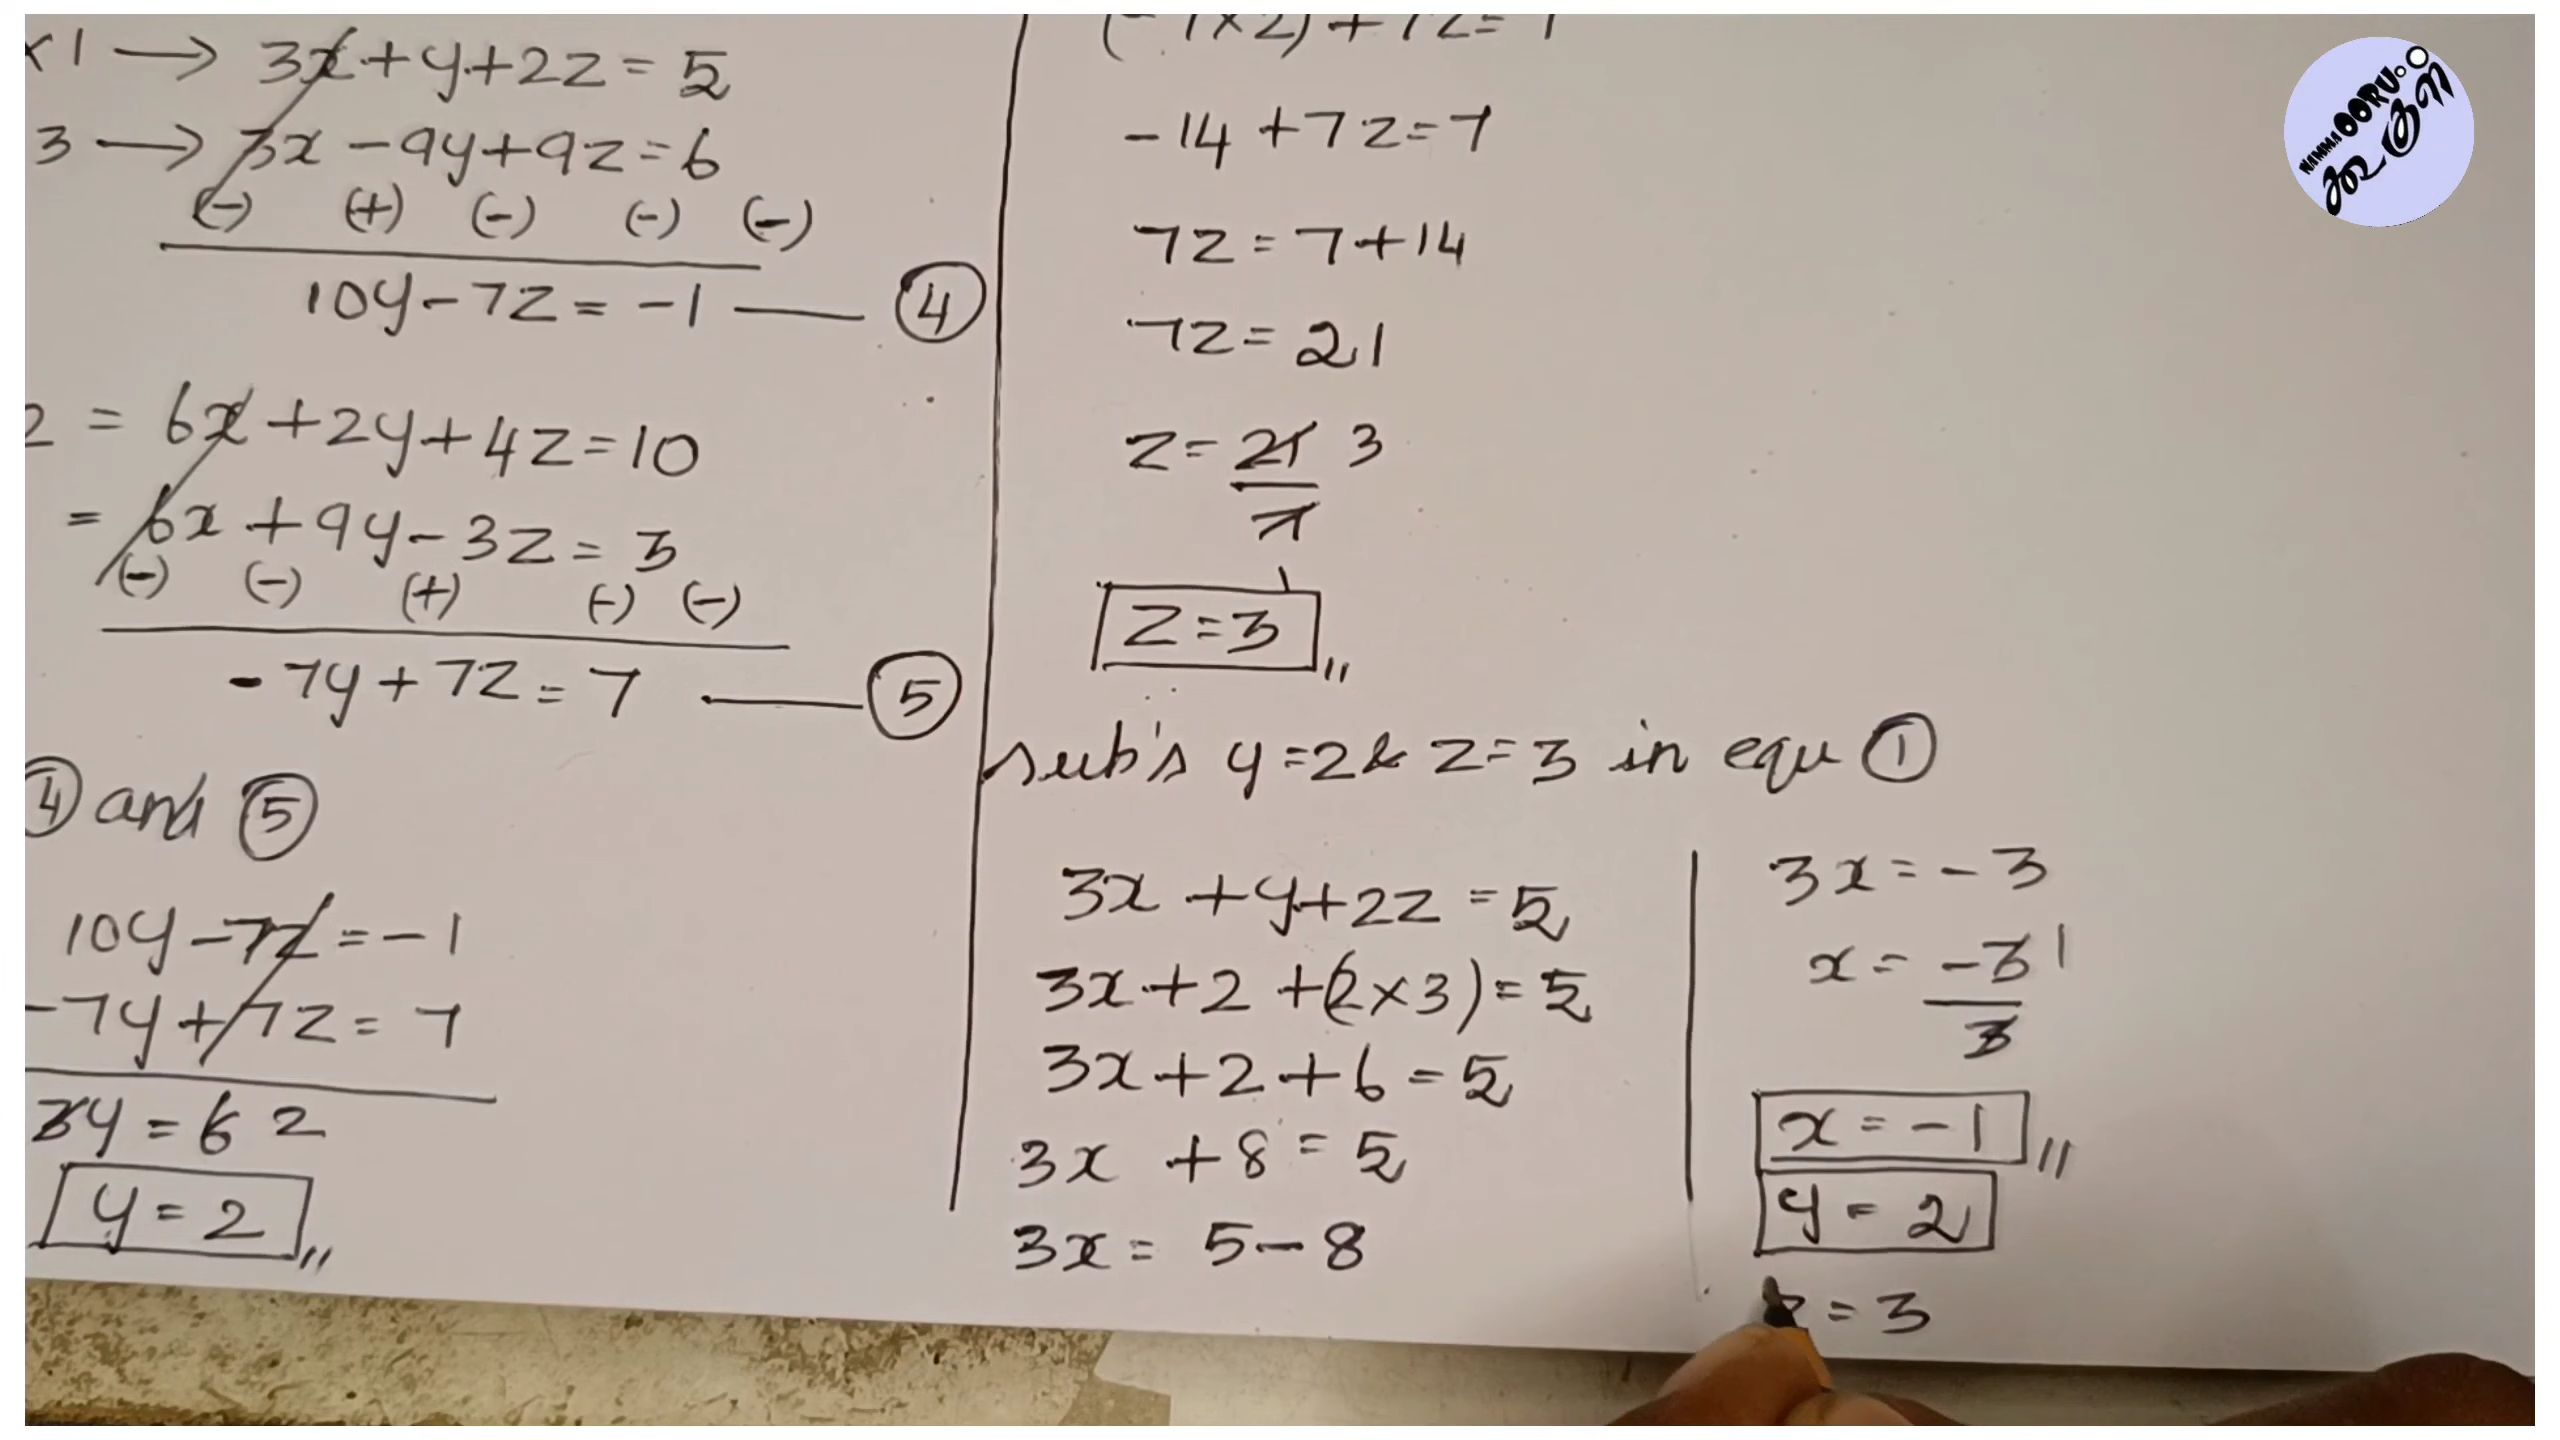 ×1 → 3x+y+2z=5
3 → 3x-9y+9z=6
(-) (+) (-) (-) (-)
10y-7z=-1 — ④
2 = 6x+2y+4z=10
= 6x+9y-3z=3
(-) (-) (+) (-) (-)
-7y+7z=7 — ⑤
④ and ⑤
10y-7z=-1
-7y+7z=7
3y=6 2
y=2
-14+7z=7
7z=7+14
7z=21
z=21 3
7
1
z=3
sub's y=2 & z=3 in equ ①
3x+y+2z=5
3x+2+(2×3)=5
3x+2+6=5
3x+8=5
3x=5-8
3x=-3
x=-3 1
3
x=-1
y=2
z=3
NAMMA OORU